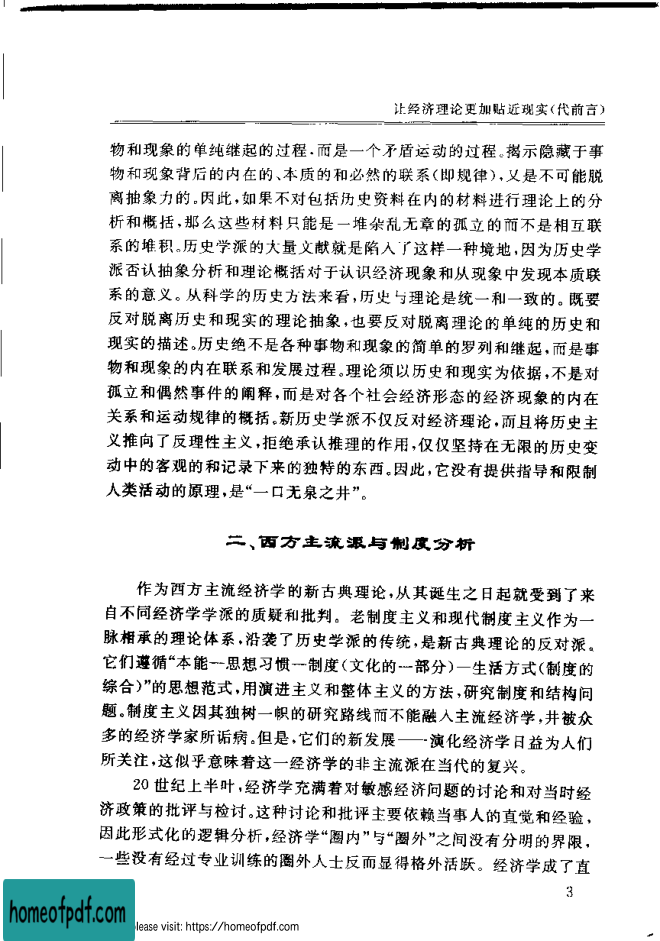 让经济理论更加贴近现实(代前言)
物和现象的单纯继起的过程,而是一个矛盾运动的过程。揭示隐藏于事
物和现象背后的内在的、本质的和必然的联系(即规律),又是不可能脱
离抽象力的。因此,如果不对包括历史资料在内的材料进行理论上的分
析和概括,那么这些材料只能是一堆杂乱无章的孤立的而不是相互联
系的堆积。历史学派的大量文献就是陷入了这样一种境地,因为历史学
派否认抽象分析和理论概括对于认识经济现象和从现象中发现本质联
系的意义。从科学的历史方法来看,历史与理论是统一和一致的。既要
反对脱离历史和现实的理论抽象,也要反对脱离理论的单纯的历史和
现实的描述。历史绝不是各种事物和现象的简单的罗列和继起,而是事
物和现象的内在联系和发展过程。理论须以历史和现实为依据,不是对
孤立和偶然事件的阐释,而是对各个社会经济形态的经济现象的内在
关系和运动规律的概括。新历史学派不仅反对经济理论,而且将历史主
义推向了反理性主义,拒绝承认推理的作用,仅仅坚持在无限的历史变
动中的客观的和记录下来的独特的东西。因此,它没有提供指导和限制
人类活动的原理,是“一口无泉之井”。
二、西方主流派与制度分析
作为西方主流经济学的新古典理论,从其诞生之日起就受到了来
自不同经济学学派的质疑和批判。老制度主义和现代制度主义作为一
脉相承的理论体系,沿袭了历史学派的传统,是新古典理论的反对派。
它们遵循“本能—思想习惯—制度(文化的一部分)—生活方式(制度的
综合)”的思想范式,用演进主义和整体主义的方法,研究制度和结构问
题。制度主义因其独树一帜的研究路线而不能融入主流经济学,并被众
多的经济学家所诟病。但是,它们的新发展——演化经济学日益为人们
所关注,这似乎意味着这一经济学的非主流派在当代的复兴。
20世纪上半叶,经济学充满着对敏感经济问题的讨论和对当时经
济政策的批评与检讨。这种讨论和批评主要依赖当事人的直觉和经验,
因此形式化的逻辑分析,经济学“圈内”与“圈外”之间没有分明的界限,
一些没有经过专业训练的圈外人士反而显得格外活跃。经济学成了直
3
homeofpdf.com
lease visit: https://homeofpdf.com